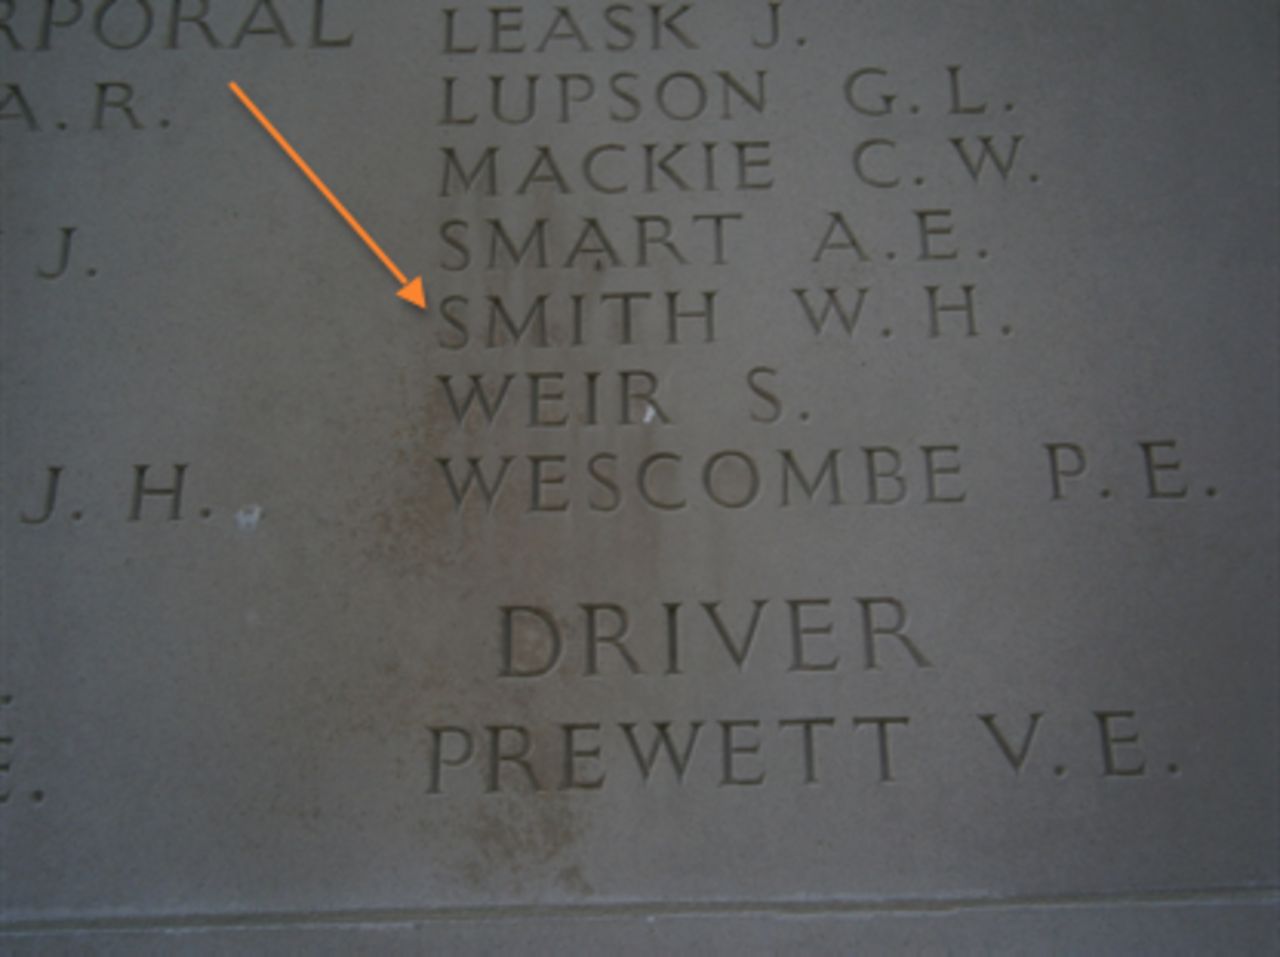 RPORAL
A.R.
J.
J.H.
E.
LEASK J.
LUPSON G.L.
MACKIE C.W.
SMART A.E.
SMITH W.H.
WEIR S.
WESCOMBE P.E.
DRIVER
PREWETT V.E.